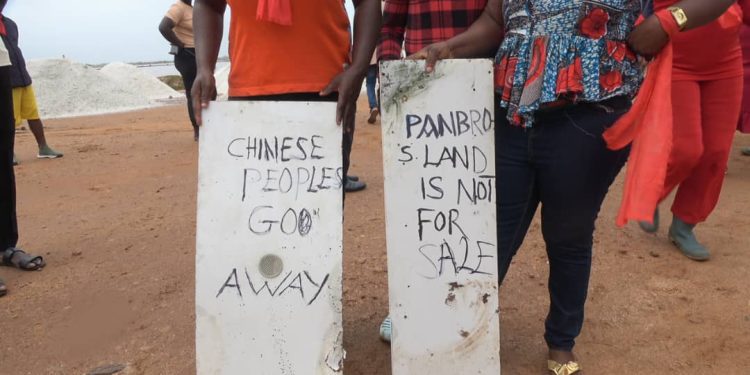 CHINESE
PEOPLES
GOO
AWAY
PANBRO-
S LAND
IS NOT
FOR
SALE